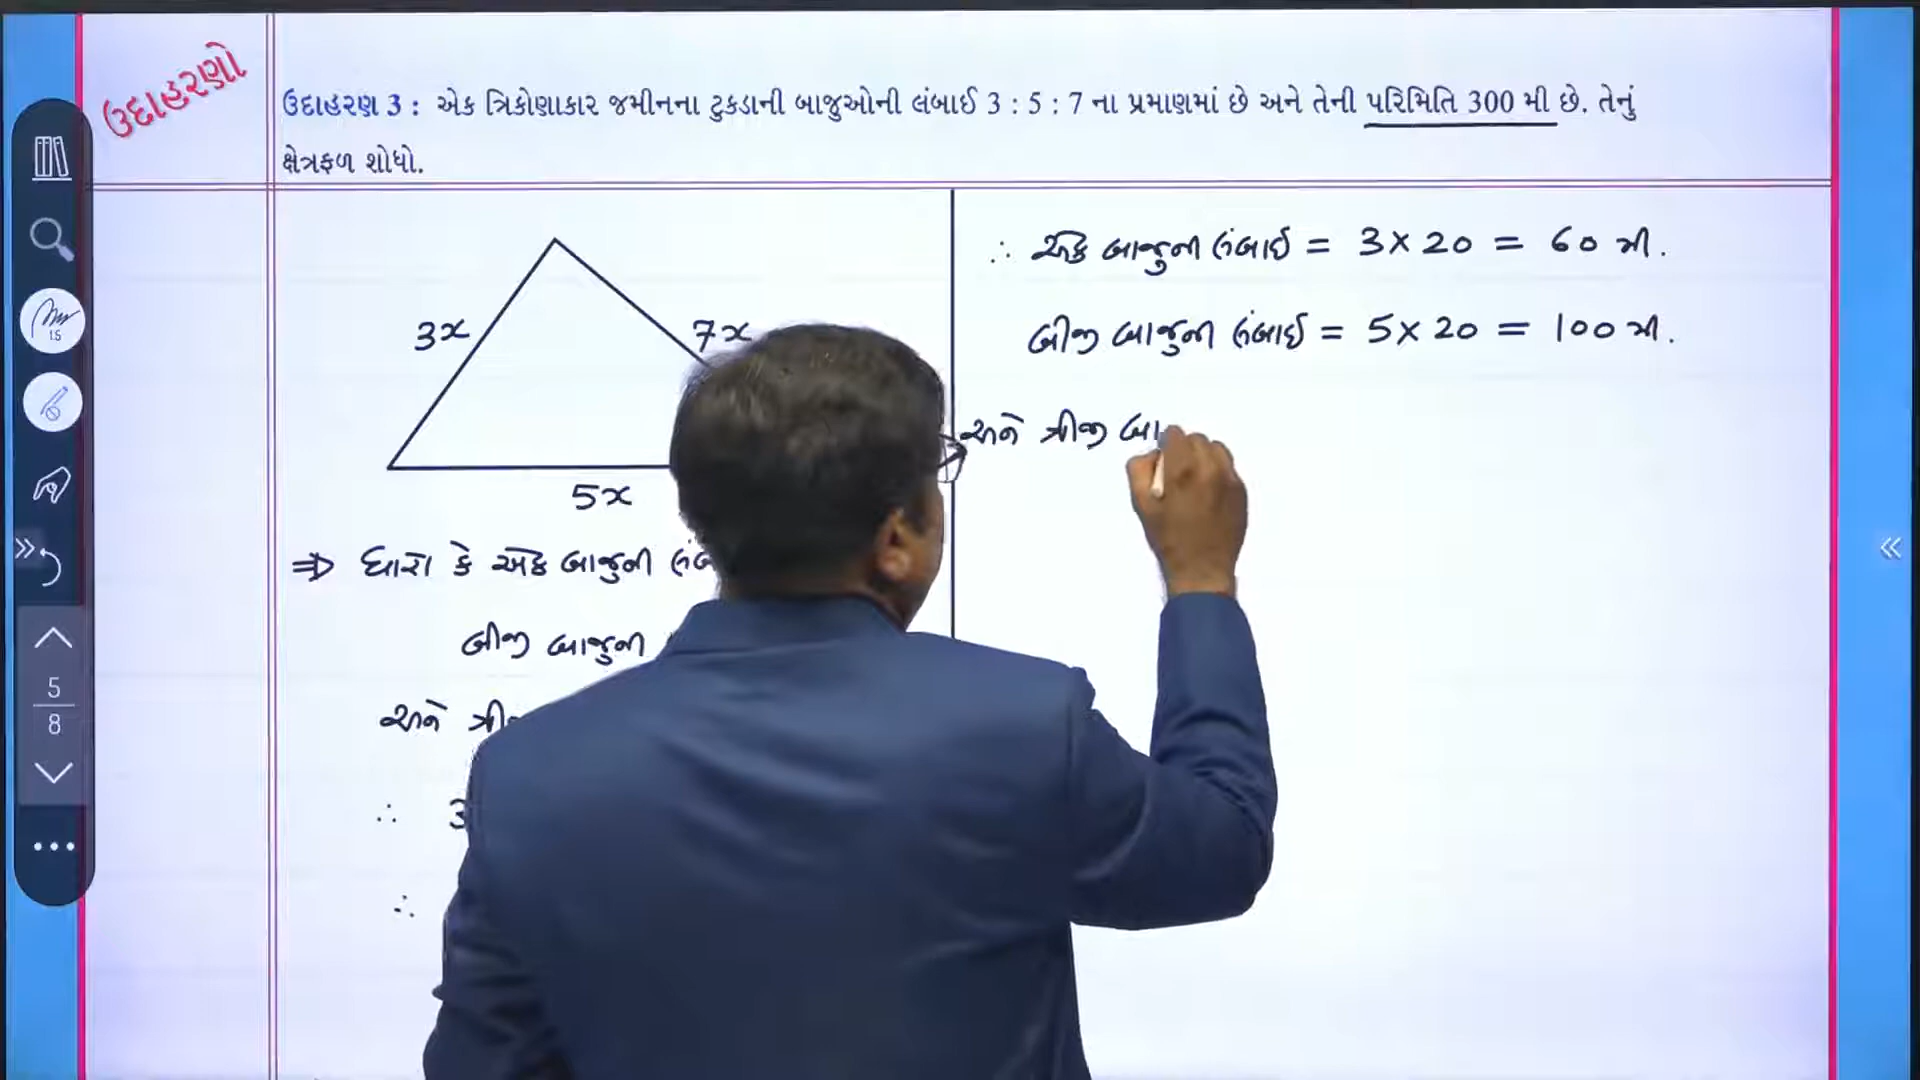 ઉદાહરણો
ઉદાહરણ 3 : એક ત્રિકોણાકાર જમીનના ટુકડાની બાજુઓની લંબાઈ 3 : 5 : 7 ના પ્રમાણમાં છે અને તેની પરિમિતિ 300 મી છે. તેનું
ક્ષેત્રફળ શોધો.
3x
7x
5x
⇒ ધારો કે એક બાજુની લંબ
બીજી બાજુની
અને ત્રીજ
∴ 3
∴
∴ એક બાજુની લંબાઈ = 3 × 20 = 60 મી.
બીજી બાજુની લંબાઈ = 5 × 20 = 100 મી.
અને ત્રીજી બા
15
5
8